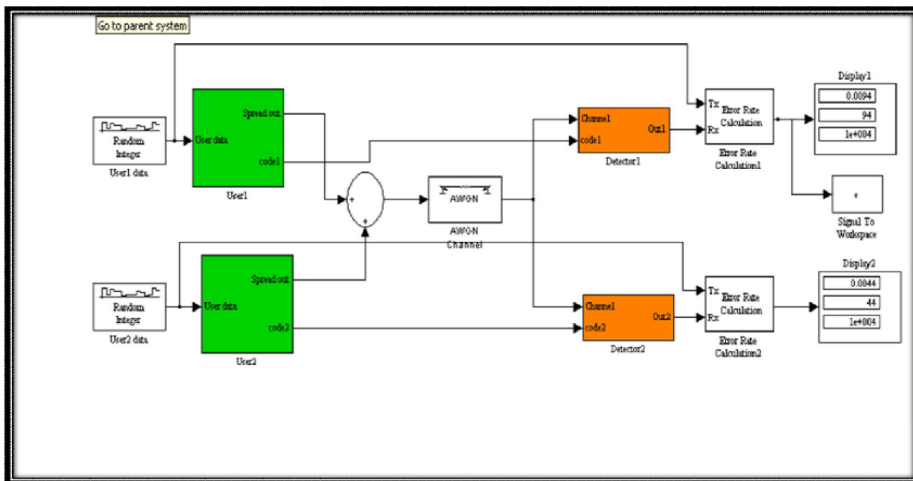 Go to parent system
Random
Integer
User1 data
User data
Spread out
code1
User1
+
+
AWGN
AWGN
Channel
Channel
code1
Out1
Detector1
Tx
Rx
Error Rate
Calculation
Error Rate
Calculation1
Display1
0.0094
94
1e+004
e
Signal To
Workspace
Random
Integer
User2 data
User data
Spread out
code2
User2
Channel
code2
Out2
Detector2
Tx
Rx
Error Rate
Calculation
Error Rate
Calculation2
Display2
0.0044
44
1e+004